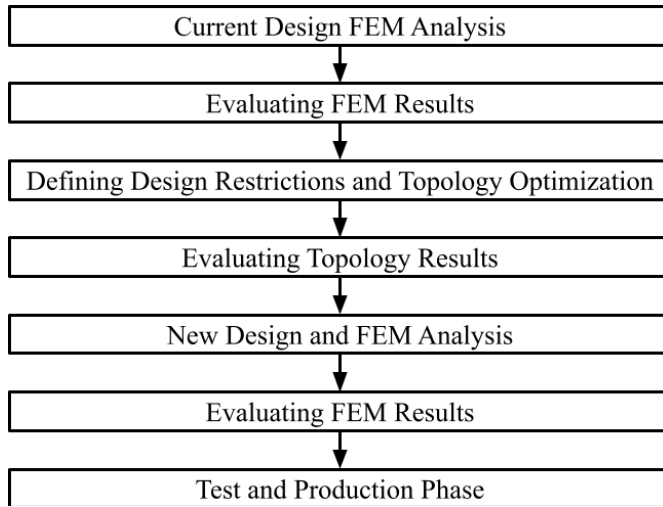 Current Design FEM Analysis
Evaluating FEM Results
Defining Design Restrictions and Topology Optimization
Evaluating Topology Results
New Design and FEM Analysis
Evaluating FEM Results
Test and Production Phase